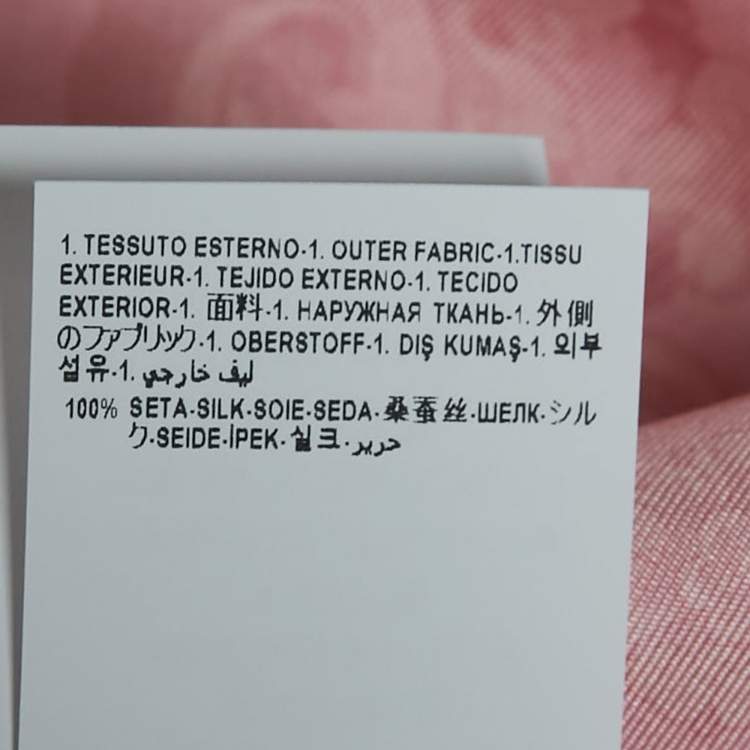 1. TESSUTO ESTERNO-1. OUTER FABRIC-1.TISSU
EXTERIEUR-1. TEJIDO EXTERNO-1. TECIDO
EXTERIOR-1. 面料-1. НАРУЖНАЯ ТКАНЬ-1. 外側
のファブリック-1. OBERSTOFF-1. DIŞ KUMAŞ-1. 외부
섬유-1. ليف خارجي
100% SETA-SILK-SOIE-SEDA-桑蚕丝-ШЕЛК-シル
ク-SEIDE-İPEK-실크-حرير